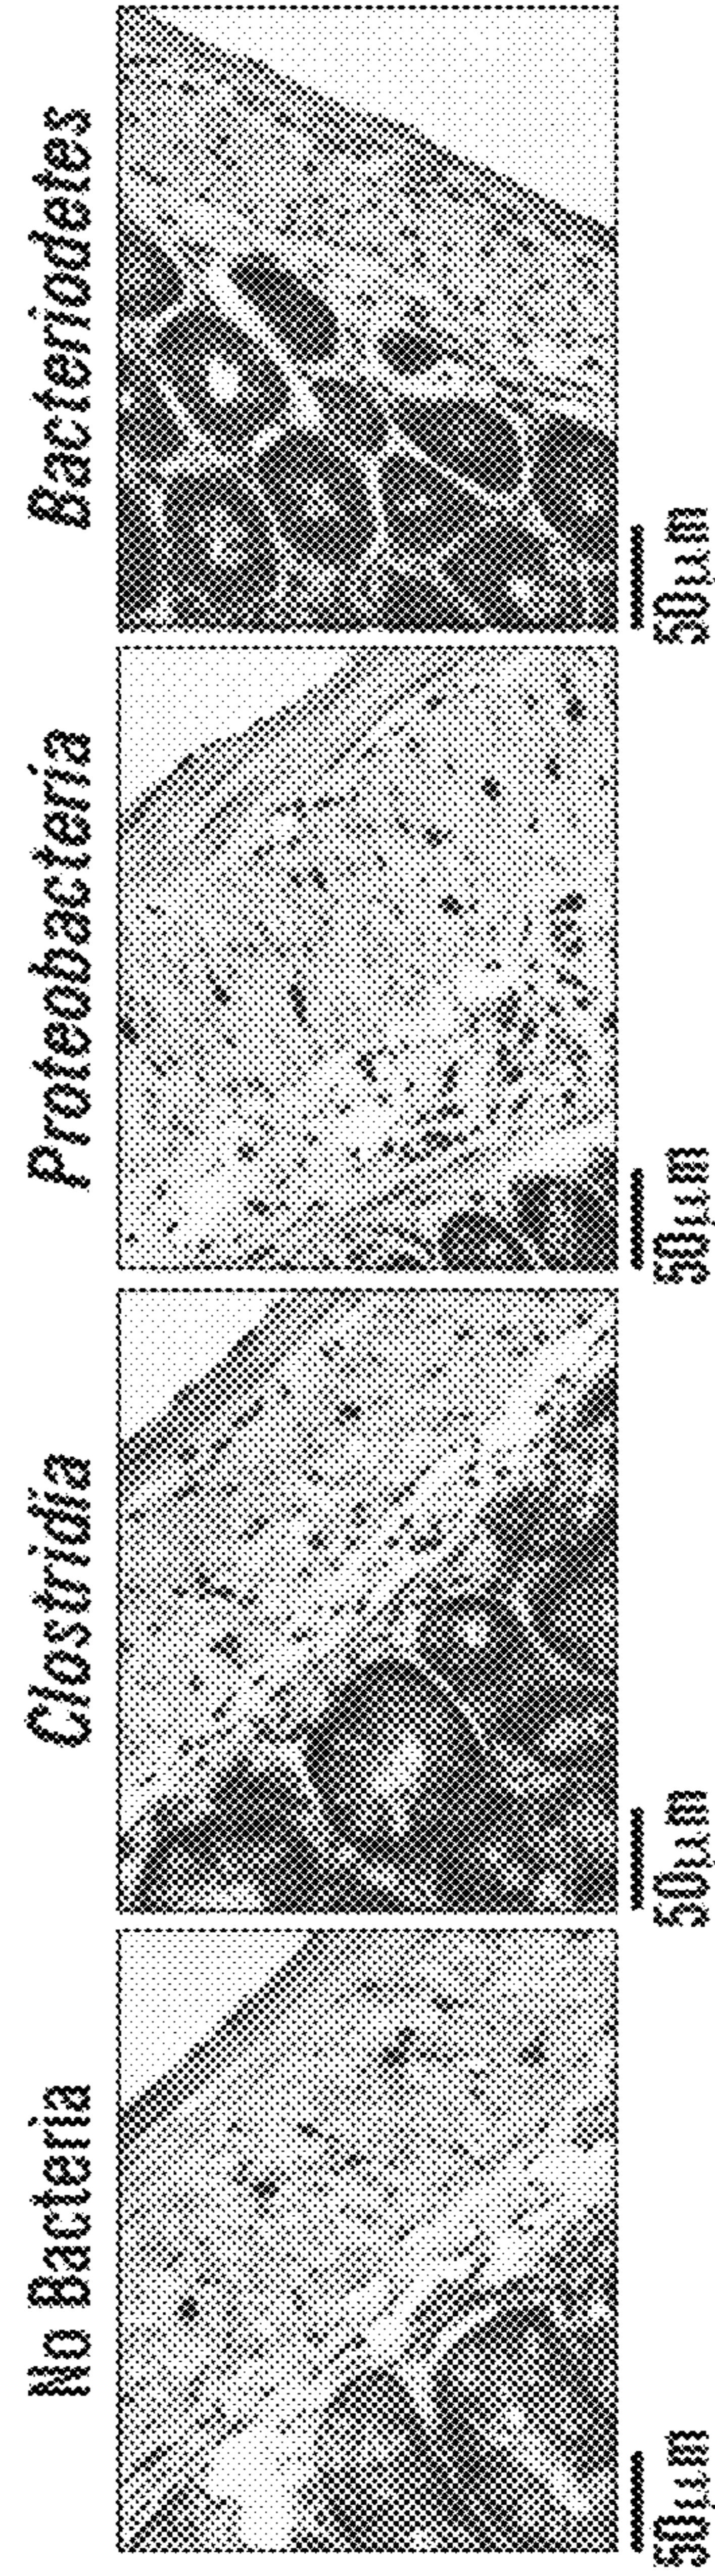 No Bacteria
Clostridia
Proteobacteria
Bacteriodetes
50μm
50μm
50μm
50μm